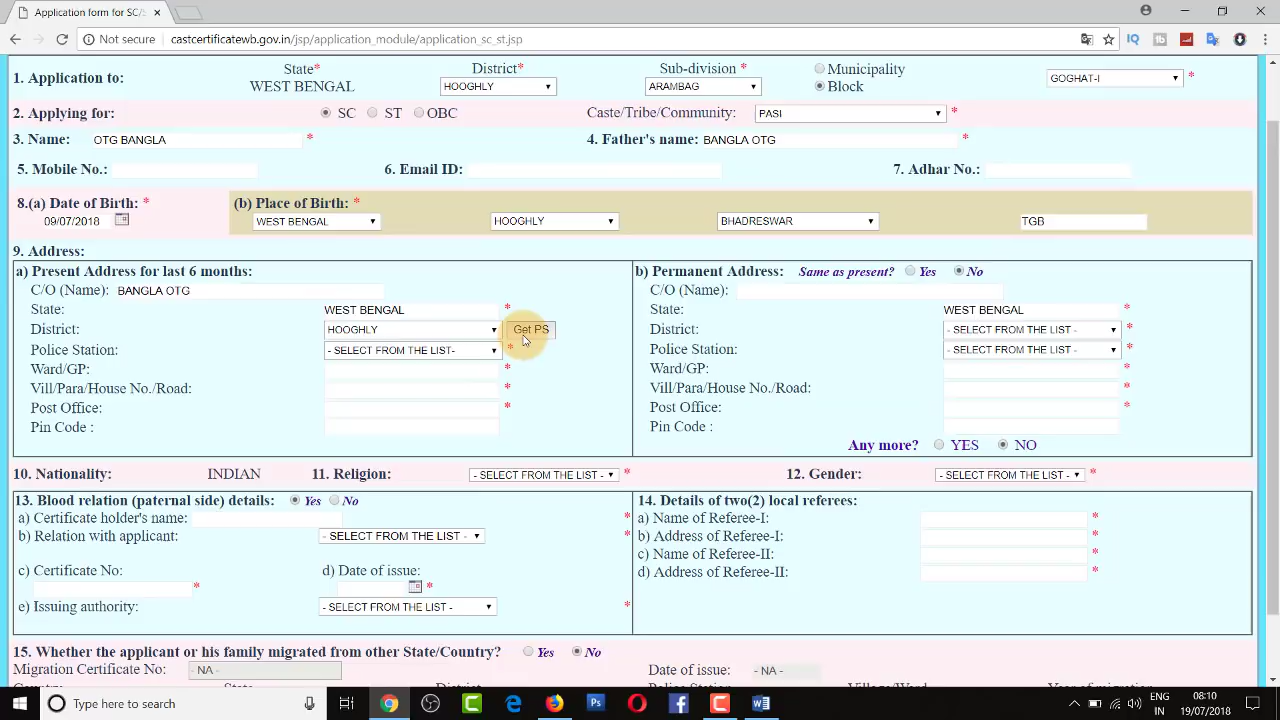 Application form for SC/S
Not secure | castcertificatewb.gov.in/jsp/application_module/application_sc_st.jsp
1. Application to: State* WEST BENGAL District* HOOGHLY Sub-division * ARAMBAG Municipality Block GOGHAT-I *
2. Applying for: SC ST OBC Caste/Tribe/Community: PASI *
3. Name: OTG BANGLA * 4. Father's name: BANGLA OTG *
5. Mobile No.: 6. Email ID: 7. Adhar No.:
8.(a) Date of Birth: * (b) Place of Birth: *
09/07/2018 WEST BENGAL HOOGHLY BHADRESWAR TGB
9. Address:
a) Present Address for last 6 months:
C/O (Name): BANGLA OTG
State: WEST BENGAL *
District: HOOGHLY Get PS
Police Station: - SELECT FROM THE LIST- *
Ward/GP: *
Vill/Para/House No./Road: *
Post Office: *
Pin Code :
b) Permanent Address: Same as present? Yes No
C/O (Name):
State: WEST BENGAL *
District: - SELECT FROM THE LIST - *
Police Station: - SELECT FROM THE LIST - *
Ward/GP: *
Vill/Para/House No./Road: *
Post Office: *
Pin Code :
Any more? YES NO
10. Nationality: INDIAN 11. Religion: - SELECT FROM THE LIST - * 12. Gender: - SELECT FROM THE LIST - *
13. Blood relation (paternal side) details: Yes No
a) Certificate holder's name: *
b) Relation with applicant: - SELECT FROM THE LIST - *
c) Certificate No: * d) Date of issue: *
e) Issuing authority: - SELECT FROM THE LIST - *
14. Details of two(2) local referees:
a) Name of Referee-I: *
b) Address of Referee-I: *
c) Name of Referee-II: *
d) Address of Referee-II: *
15. Whether the applicant or his family migrated from other State/Country? Yes No
Migration Certificate No: - NA - Date of issue: - NA -
Country State District Police Station Village/Ward Year of migration
Type here to search
ENG 08:10
IN 19/07/2018